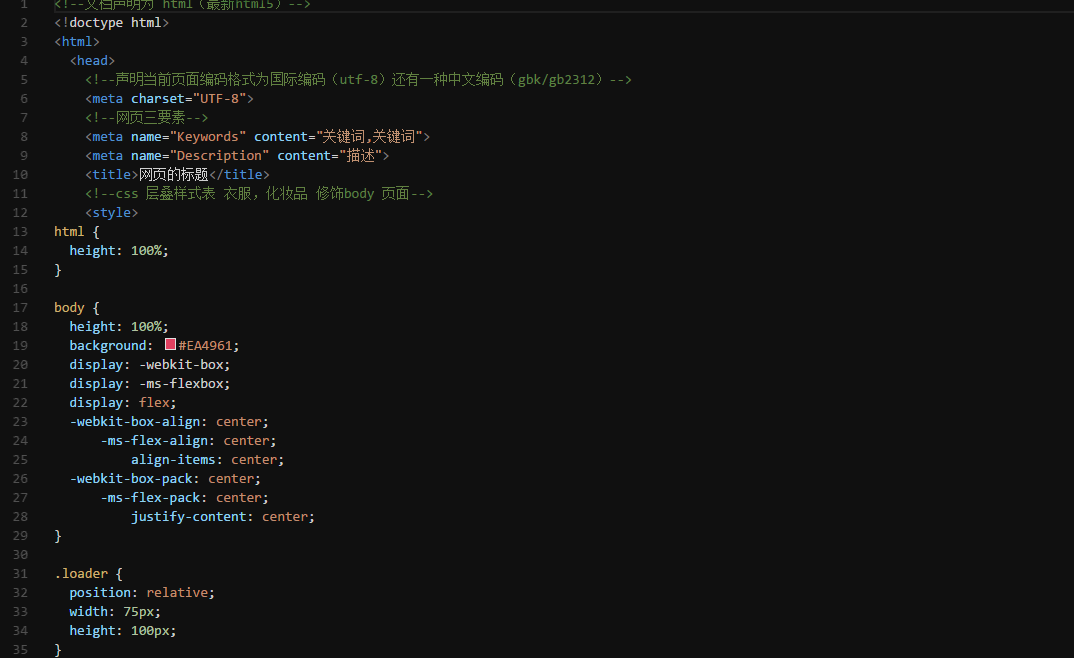 1 <!--文档声明为 html（最新html5）-->
2 <!doctype html>
3 <html>
4 <head>
5 <!--声明当前页面编码格式为国际编码（utf-8）还有一种中文编码（gbk/gb2312）-->
6 <meta charset="UTF-8">
7 <!--网页三要素-->
8 <meta name="Keywords" content="关键词,关键词">
9 <meta name="Description" content="描述">
10 <title>网页的标题</title>
11 <!--css 层叠样式表 衣服，化妆品 修饰body 页面-->
12 <style>
13 html {
14 height: 100%;
15 }
16
17 body {
18 height: 100%;
19 background: #EA4961;
20 display: -webkit-box;
21 display: -ms-flexbox;
22 display: flex;
23 -webkit-box-align: center;
24 -ms-flex-align: center;
25 align-items: center;
26 -webkit-box-pack: center;
27 -ms-flex-pack: center;
28 justify-content: center;
29 }
30
31 .loader {
32 position: relative;
33 width: 75px;
34 height: 100px;
35 }